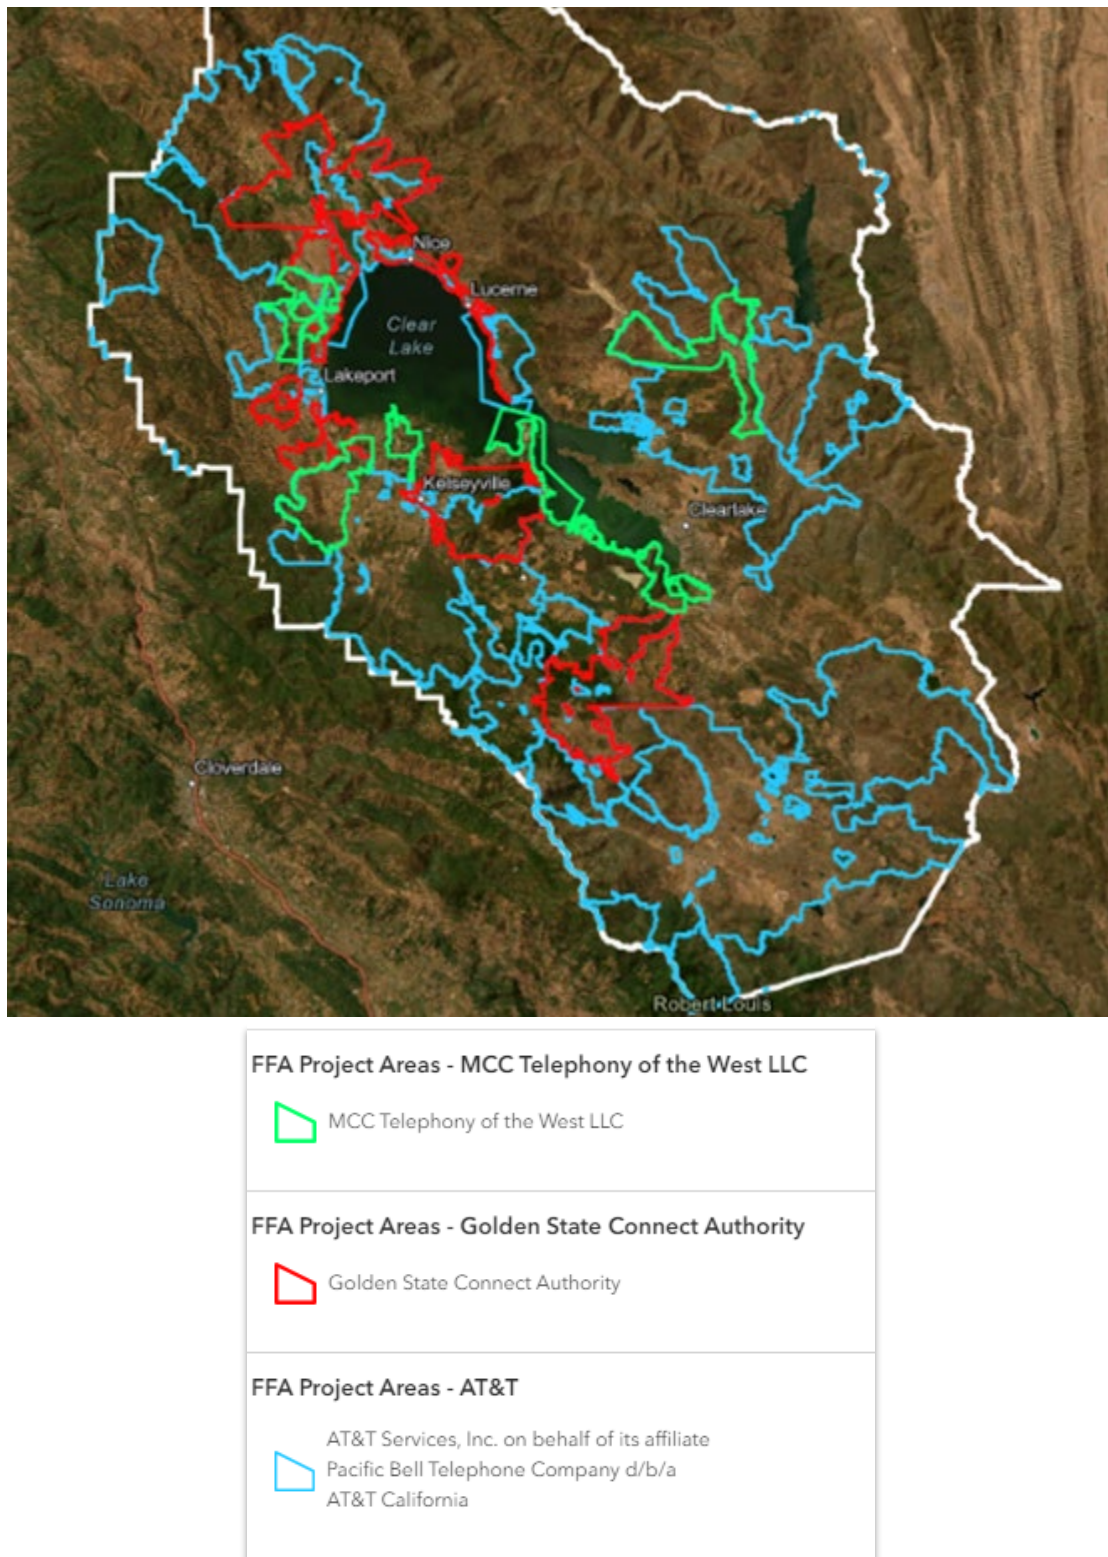 Nice
Lucerne
Clear
Lake
Lakeport
Kelseyville
Clearlake
Cloverdale
Lake
Sonoma
Robert Louis
FFA Project Areas - MCC Telephony of the West LLC
MCC Telephony of the West LLC
FFA Project Areas - Golden State Connect Authority
Golden State Connect Authority
FFA Project Areas - AT&T
AT&T Services, Inc. on behalf of its affiliate
Pacific Bell Telephone Company d/b/a
AT&T California